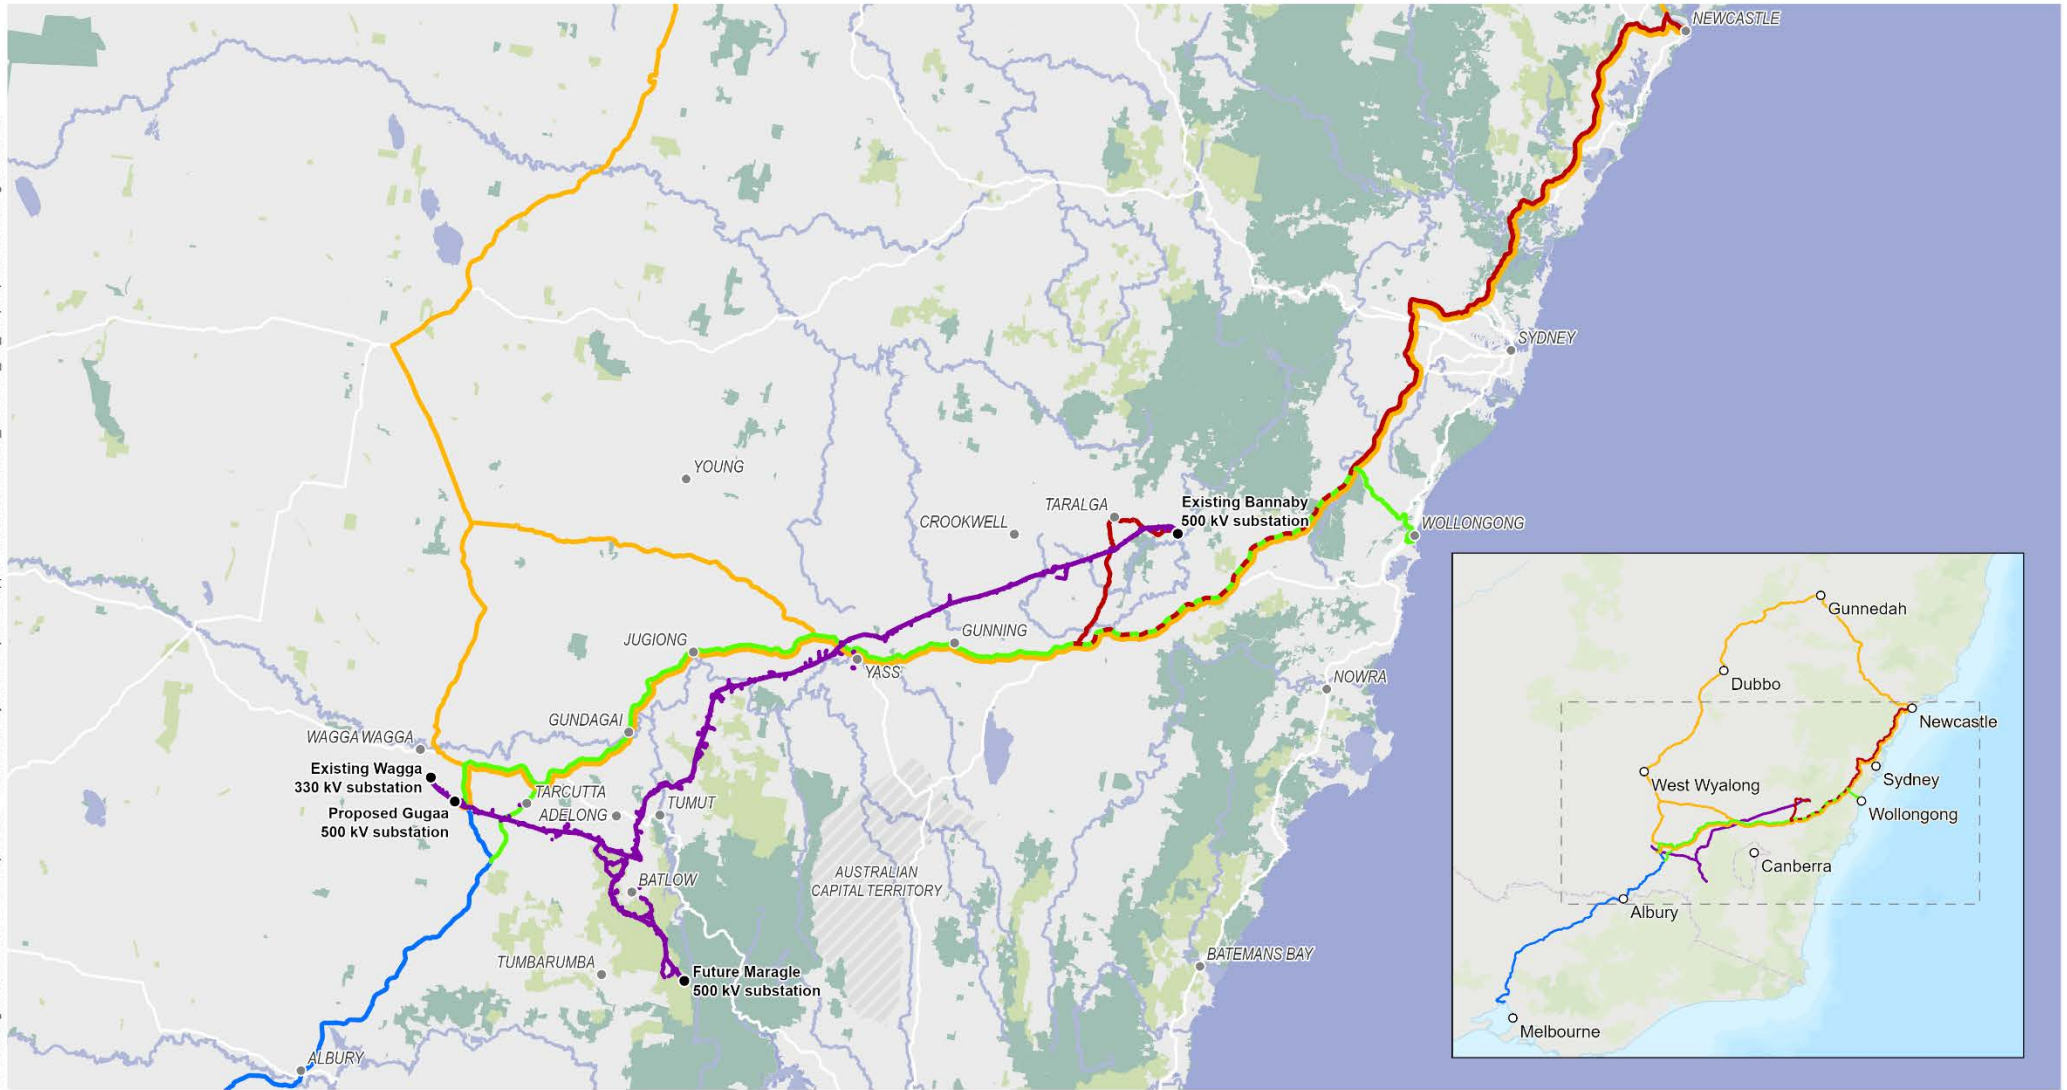 NEWCASTLE
SYDNEY
YOUNG
TARALGA
Existing Bannaby
500 kV substation
CROOKWELL
WOLLONGONG
JUGIONG
GUNNING
YASS
NOWRA
GUNDAGAI
WAGGA WAGGA
Existing Wagga
330 kV substation
TARCUTTA
Proposed Gugaa
500 kV substation
ADELONG
TUMUT
BATLOW
AUSTRALIAN
CAPITAL TERRITORY
TUMBARUMBA
Future Maragle
500 kV substation
BATEMANS BAY
ALBURY
Gunnedah
Dubbo
Newcastle
West Wyalong
Sydney
Wollongong
Canberra
Albury
Melbourne